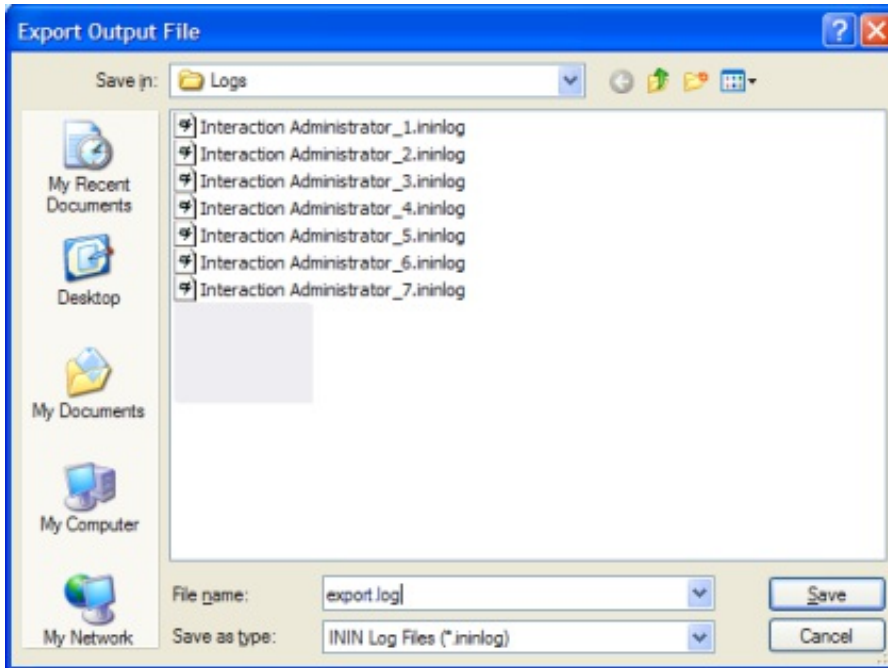 Export Output File
Save in:
Logs
My Recent
Documents
Desktop
My Documents
My Computer
My Network
Interaction Administrator_1.ininlog
Interaction Administrator_2.ininlog
Interaction Administrator_3.ininlog
Interaction Administrator_4.ininlog
Interaction Administrator_5.ininlog
Interaction Administrator_6.ininlog
Interaction Administrator_7.ininlog
File name:
export.log
Save
Save as type:
ININ Log Files (*.ininlog)
Cancel